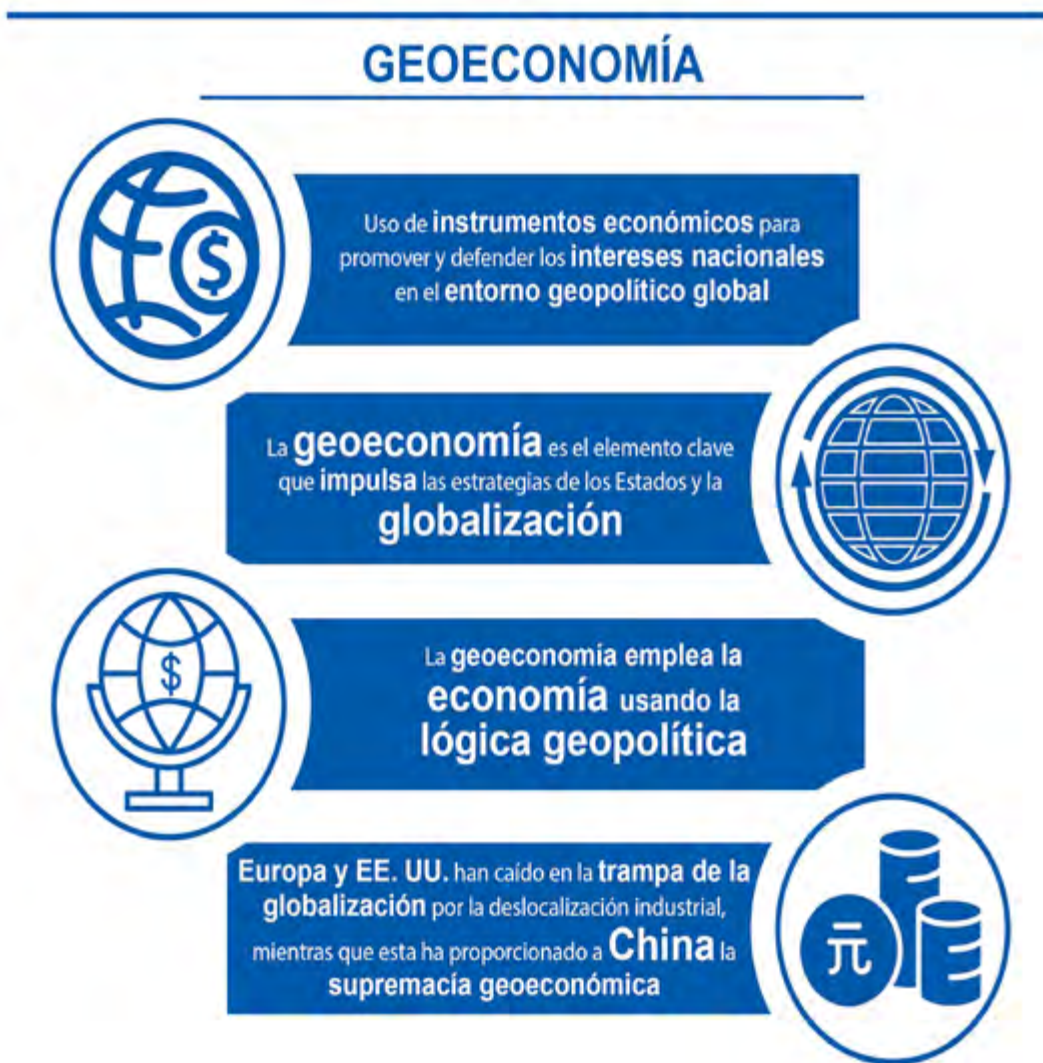 GEOECONOMÍA
$
Uso de instrumentos económicos para
promover y defender los intereses nacionales
en el entorno geopolítico global
La geoeconomía es el elemento clave
que impulsa las estrategias de los Estados y la
globalización
$
La geoeconomia emplea la
economía usando la
lógica geopolítica
Europa y EE. UU. han caído en la trampa de la
globalización por la deslocalización industrial,
mientras que esta ha proporcionado a China la
supremacía geoeconómica
元